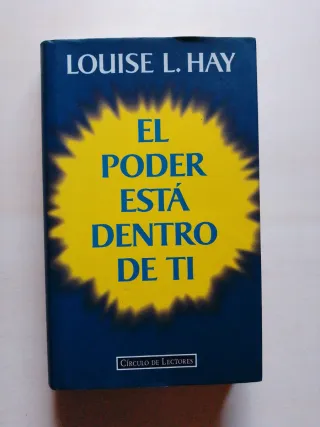 LOUISE L. HAY
EL
PODER
ESTÁ
DENTRO
DE TI
CÍRCULO DE LECTORES